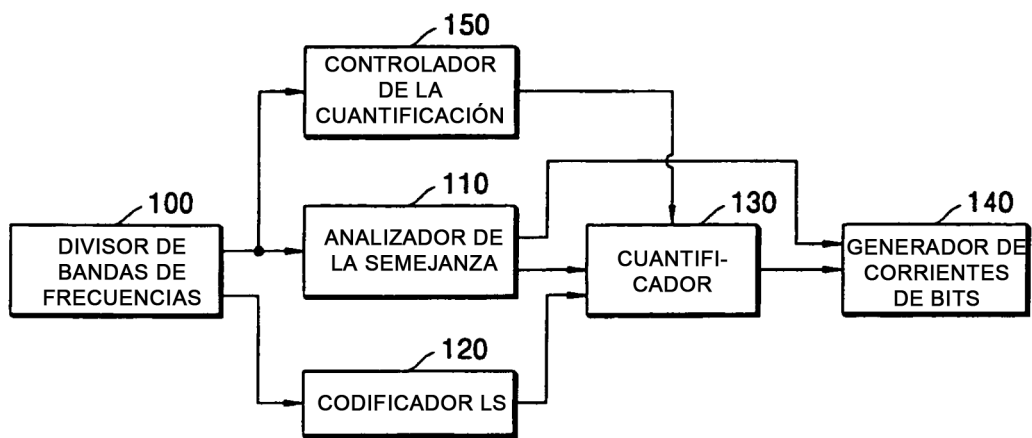 150
CONTROLADOR
DE LA
CUANTIFICACIÓN
100
DIVISOR DE
BANDAS DE
FRECUENCIAS
110
ANALIZADOR DE
LA SEMEJANZA
130
CUANTIFI-
CADOR
140
GENERADOR DE
CORRIENTES
DE BITS
120
CODIFICADOR LS